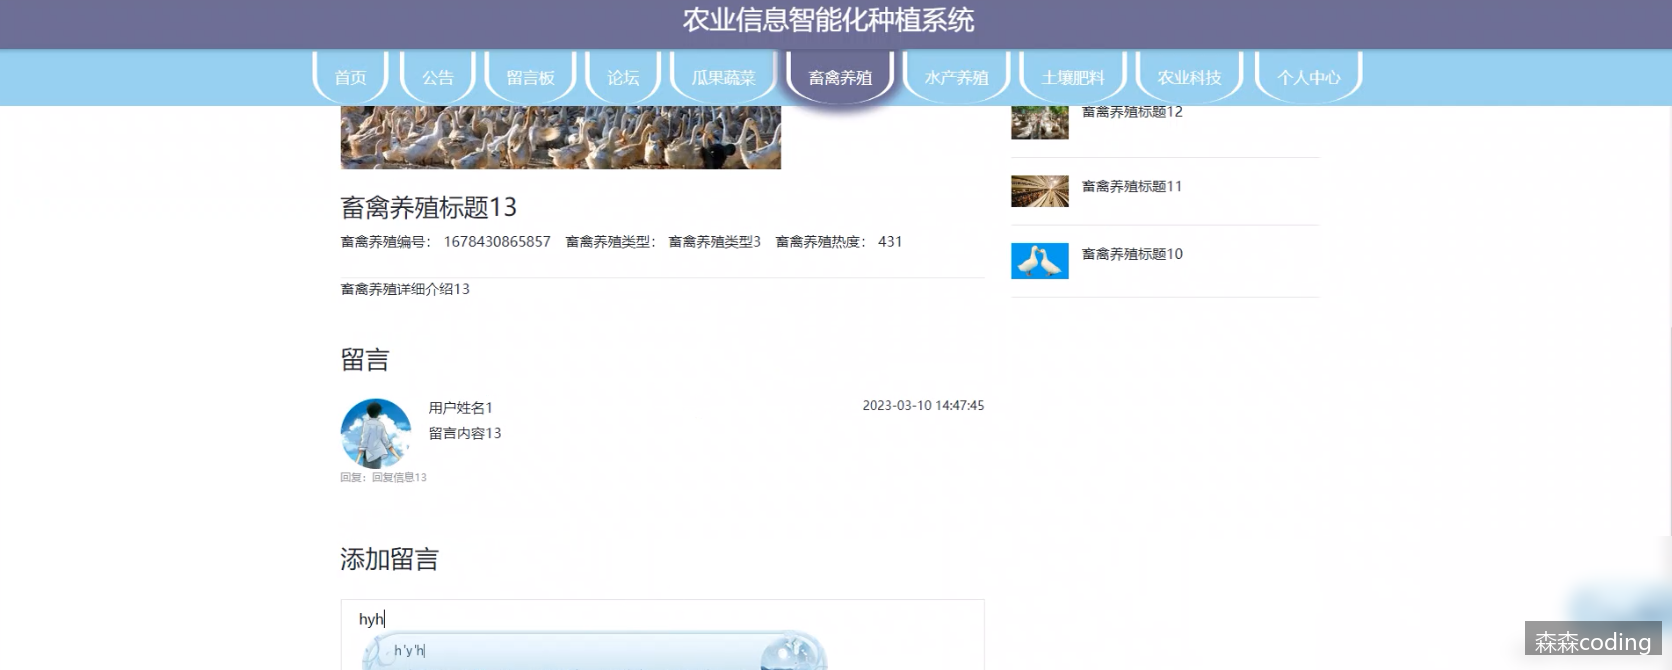 农业信息智能化种植系统
首页 公告 留言板 论坛 瓜果蔬菜 畜禽养殖 水产养殖 土壤肥料 农业科技 个人中心
畜禽养殖标题12
畜禽养殖标题11
畜禽养殖标题10
畜禽养殖标题13
畜禽养殖编号： 1678430865857 畜禽养殖类型： 畜禽养殖类型3 畜禽养殖热度： 431
畜禽养殖详细介绍13
留言
用户姓名1
2023-03-10 14:47:45
留言内容13
回复：回复信息13
添加留言
hyh
h'y'h
森森coding